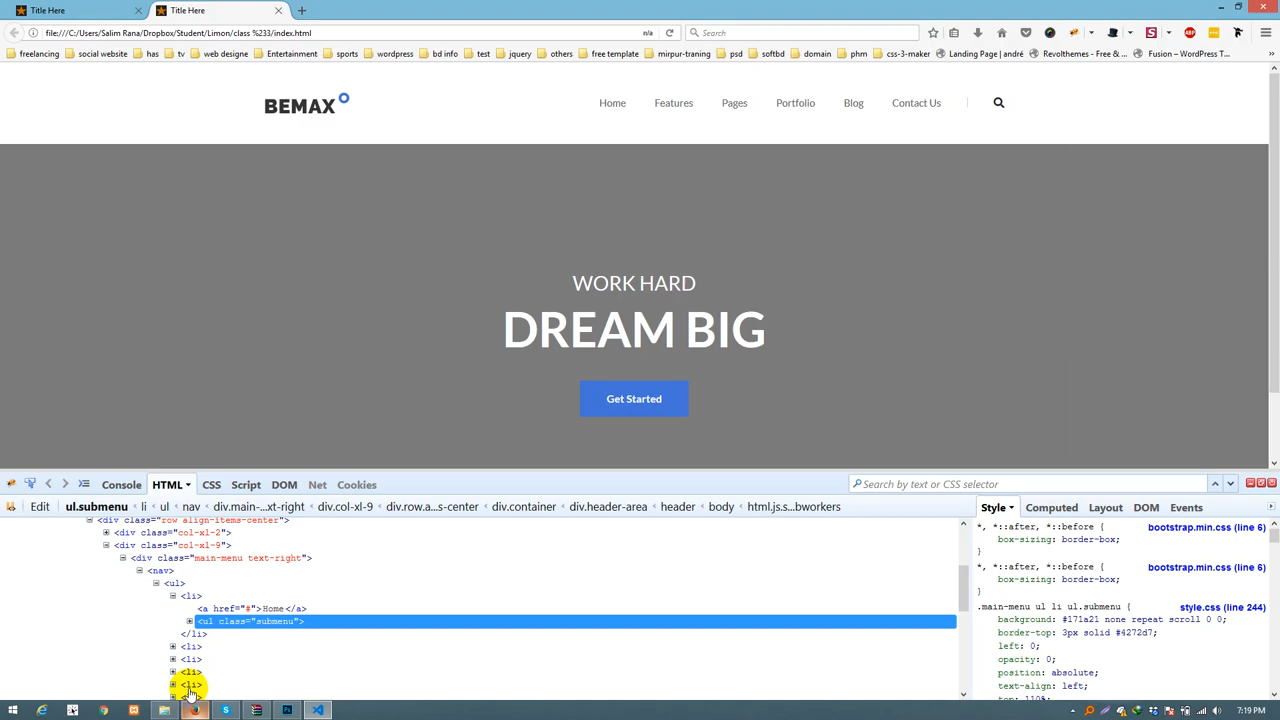 Title Here
Title Here
file:///C:/Users/Salim Rana/Dropbox/Student/Limon/class %233/index.html
n/a
Search
freelancing social website has tv web designe Entertainment sports wordpress bd info test jquery others free template mirpur-traning psd softbd domain phm css-3-maker Landing Page | andré Revolthemes - Free & ... Fusion – WordPress T...
BEMAX
Home Features Pages Portfolio Blog Contact Us
WORK HARD
DREAM BIG
Get Started
Console HTML CSS Script DOM Net Cookies
Search by text or CSS selector
Edit ul.submenu li ul nav div.main-...xt-right div.col-xl-9 div.row.a...s-center div.container div.header-area header body html.js.s...bworkers
Style Computed Layout DOM Events
<div class="row align-items-center">
<div class="col-xl-2">
<div class="col-xl-9">
<div class="main-menu text-right">
<nav>
<ul>
<li>
<a href="#">Home</a>
<ul class="submenu">
</li>
<li>
<li>
<li>
<li>
*, *::after, *::before { bootstrap.min.css (line 6)
box-sizing: border-box;
}
*, *::after, *::before { bootstrap.min.css (line 6)
box-sizing: border-box;
}
.main-menu ul li ul.submenu { style.css (line 244)
background: #171a21 none repeat scroll 0 0;
border-top: 3px solid #4272d7;
left: 0;
opacity: 0;
position: absolute;
text-align: left;
top: 110%;
7:19 PM